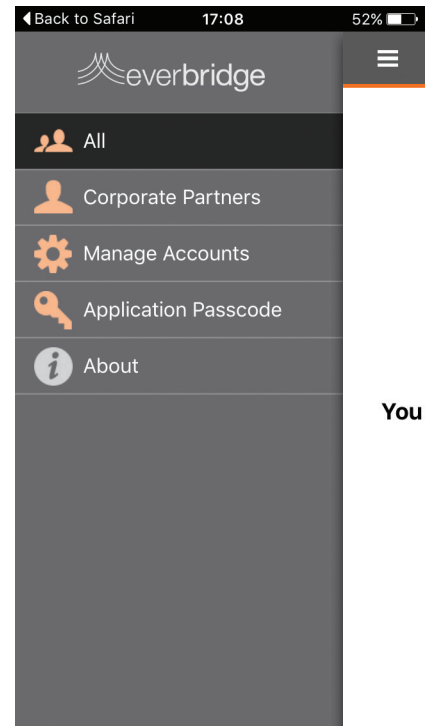 Back to Safari 17:08 52%
everbridge
All
Corporate Partners
Manage Accounts
Application Passcode
i About
You